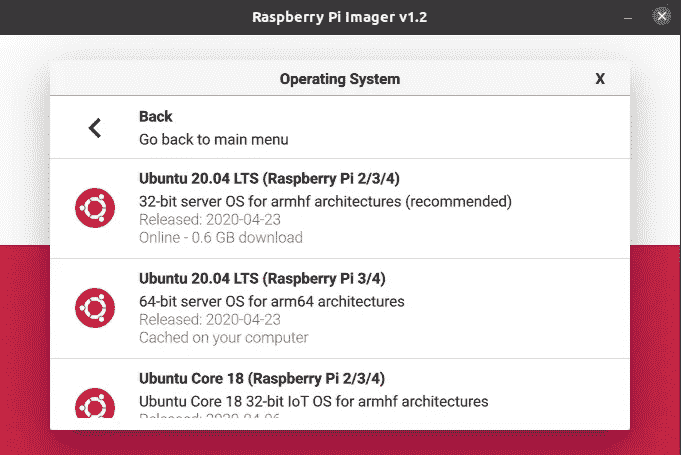 Raspberry Pi Imager v1.2
Operating System X
Back
Go back to main menu
Ubuntu 20.04 LTS (Raspberry Pi 2/3/4)
32-bit server OS for armhf architectures (recommended)
Released: 2020-04-23
Online - 0.6 GB download
Ubuntu 20.04 LTS (Raspberry Pi 3/4)
64-bit server OS for arm64 architectures
Released: 2020-04-23
Cached on your computer
Ubuntu Core 18 (Raspberry Pi 2/3/4)
Ubuntu Core 18 32-bit IoT OS for armhf architectures
Released: 2020-04-06